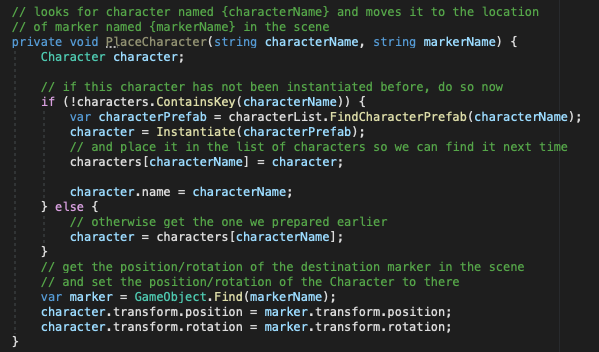 // looks for character named {characterName} and moves it to the location
// of marker named {markerName} in the scene
private void PlaceCharacter(string characterName, string markerName) {
Character character;
// if this character has not been instantiated before, do so now
if (!characters.ContainsKey(characterName)) {
var characterPrefab = characterList.FindCharacterPrefab(characterName);
character = Instantiate(characterPrefab);
// and place it in the list of characters so we can find it next time
characters[characterName] = character;
character.name = characterName;
} else {
// otherwise get the one we prepared earlier
character = characters[characterName];
}
// get the position/rotation of the destination marker in the scene
// and set the position/rotation of the Character to there
var marker = GameObject.Find(markerName);
character.transform.position = marker.transform.position;
character.transform.rotation = marker.transform.rotation;
}